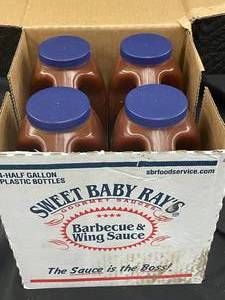 4-HALF GALLON
PLASTIC BOTTLES
sbrfoodservice.com
SWEET BABY RAY'S
GOURMET SAUCES
Barbecue &
Wing Sauce
The Sauce is the Boss!